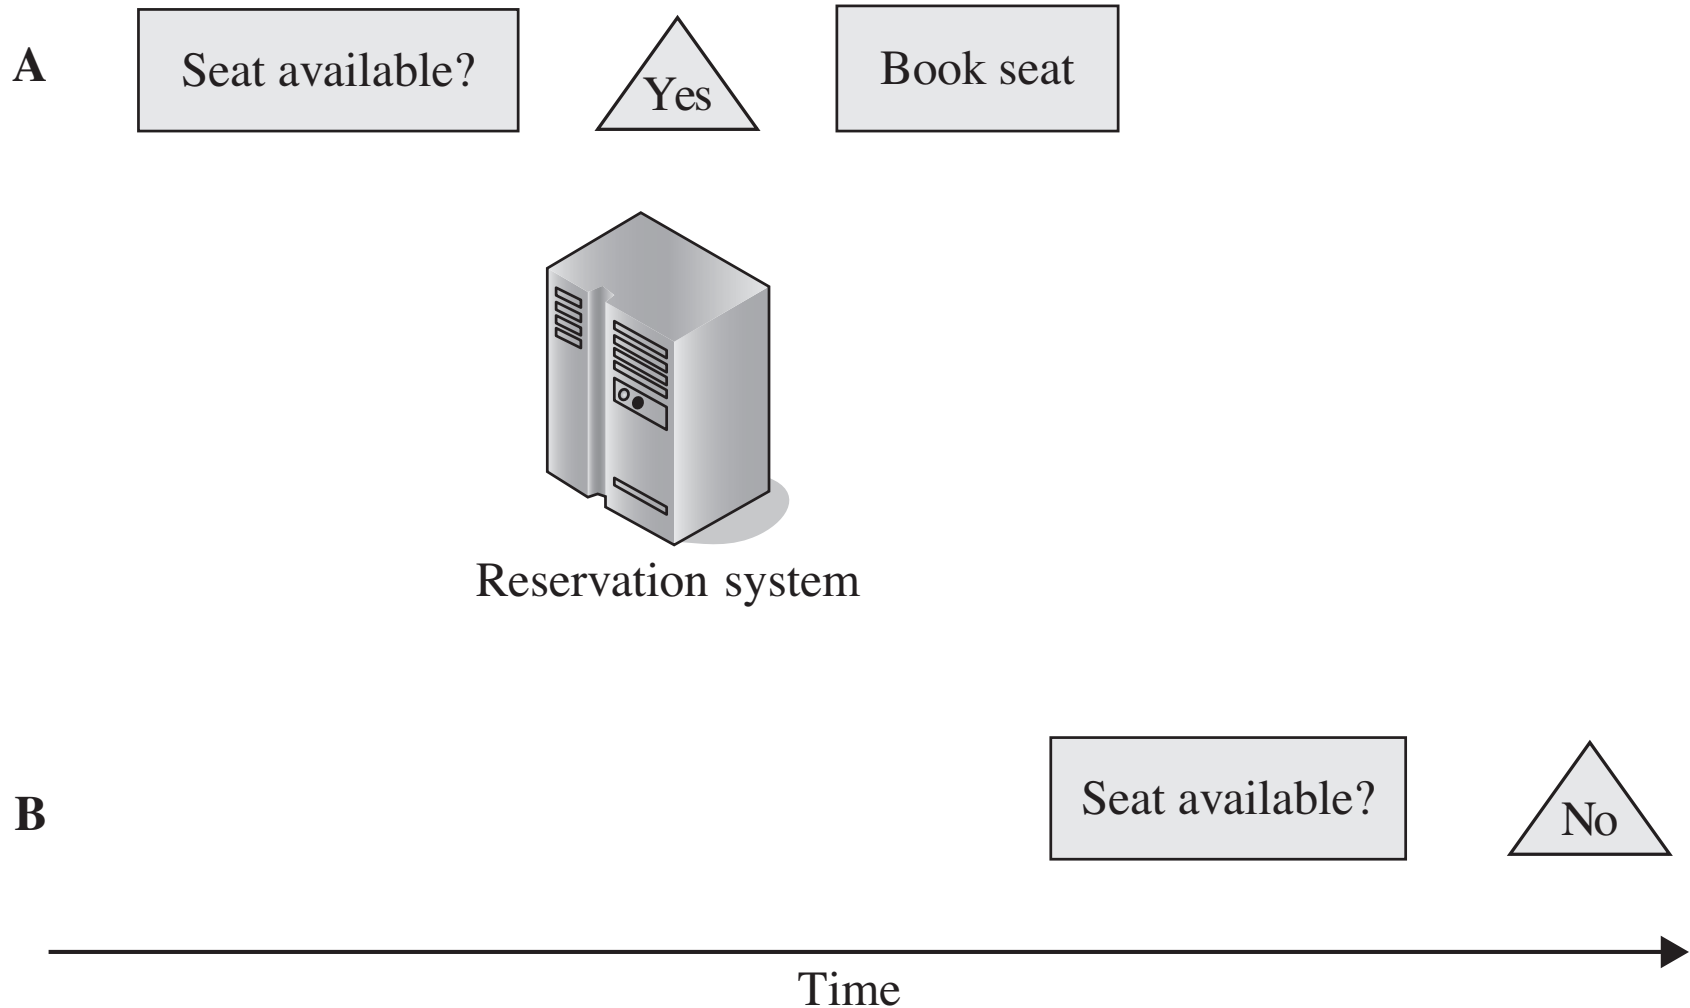 A
Seat available?
Yes
Book seat
Reservation system
B
Seat available?
No
Time